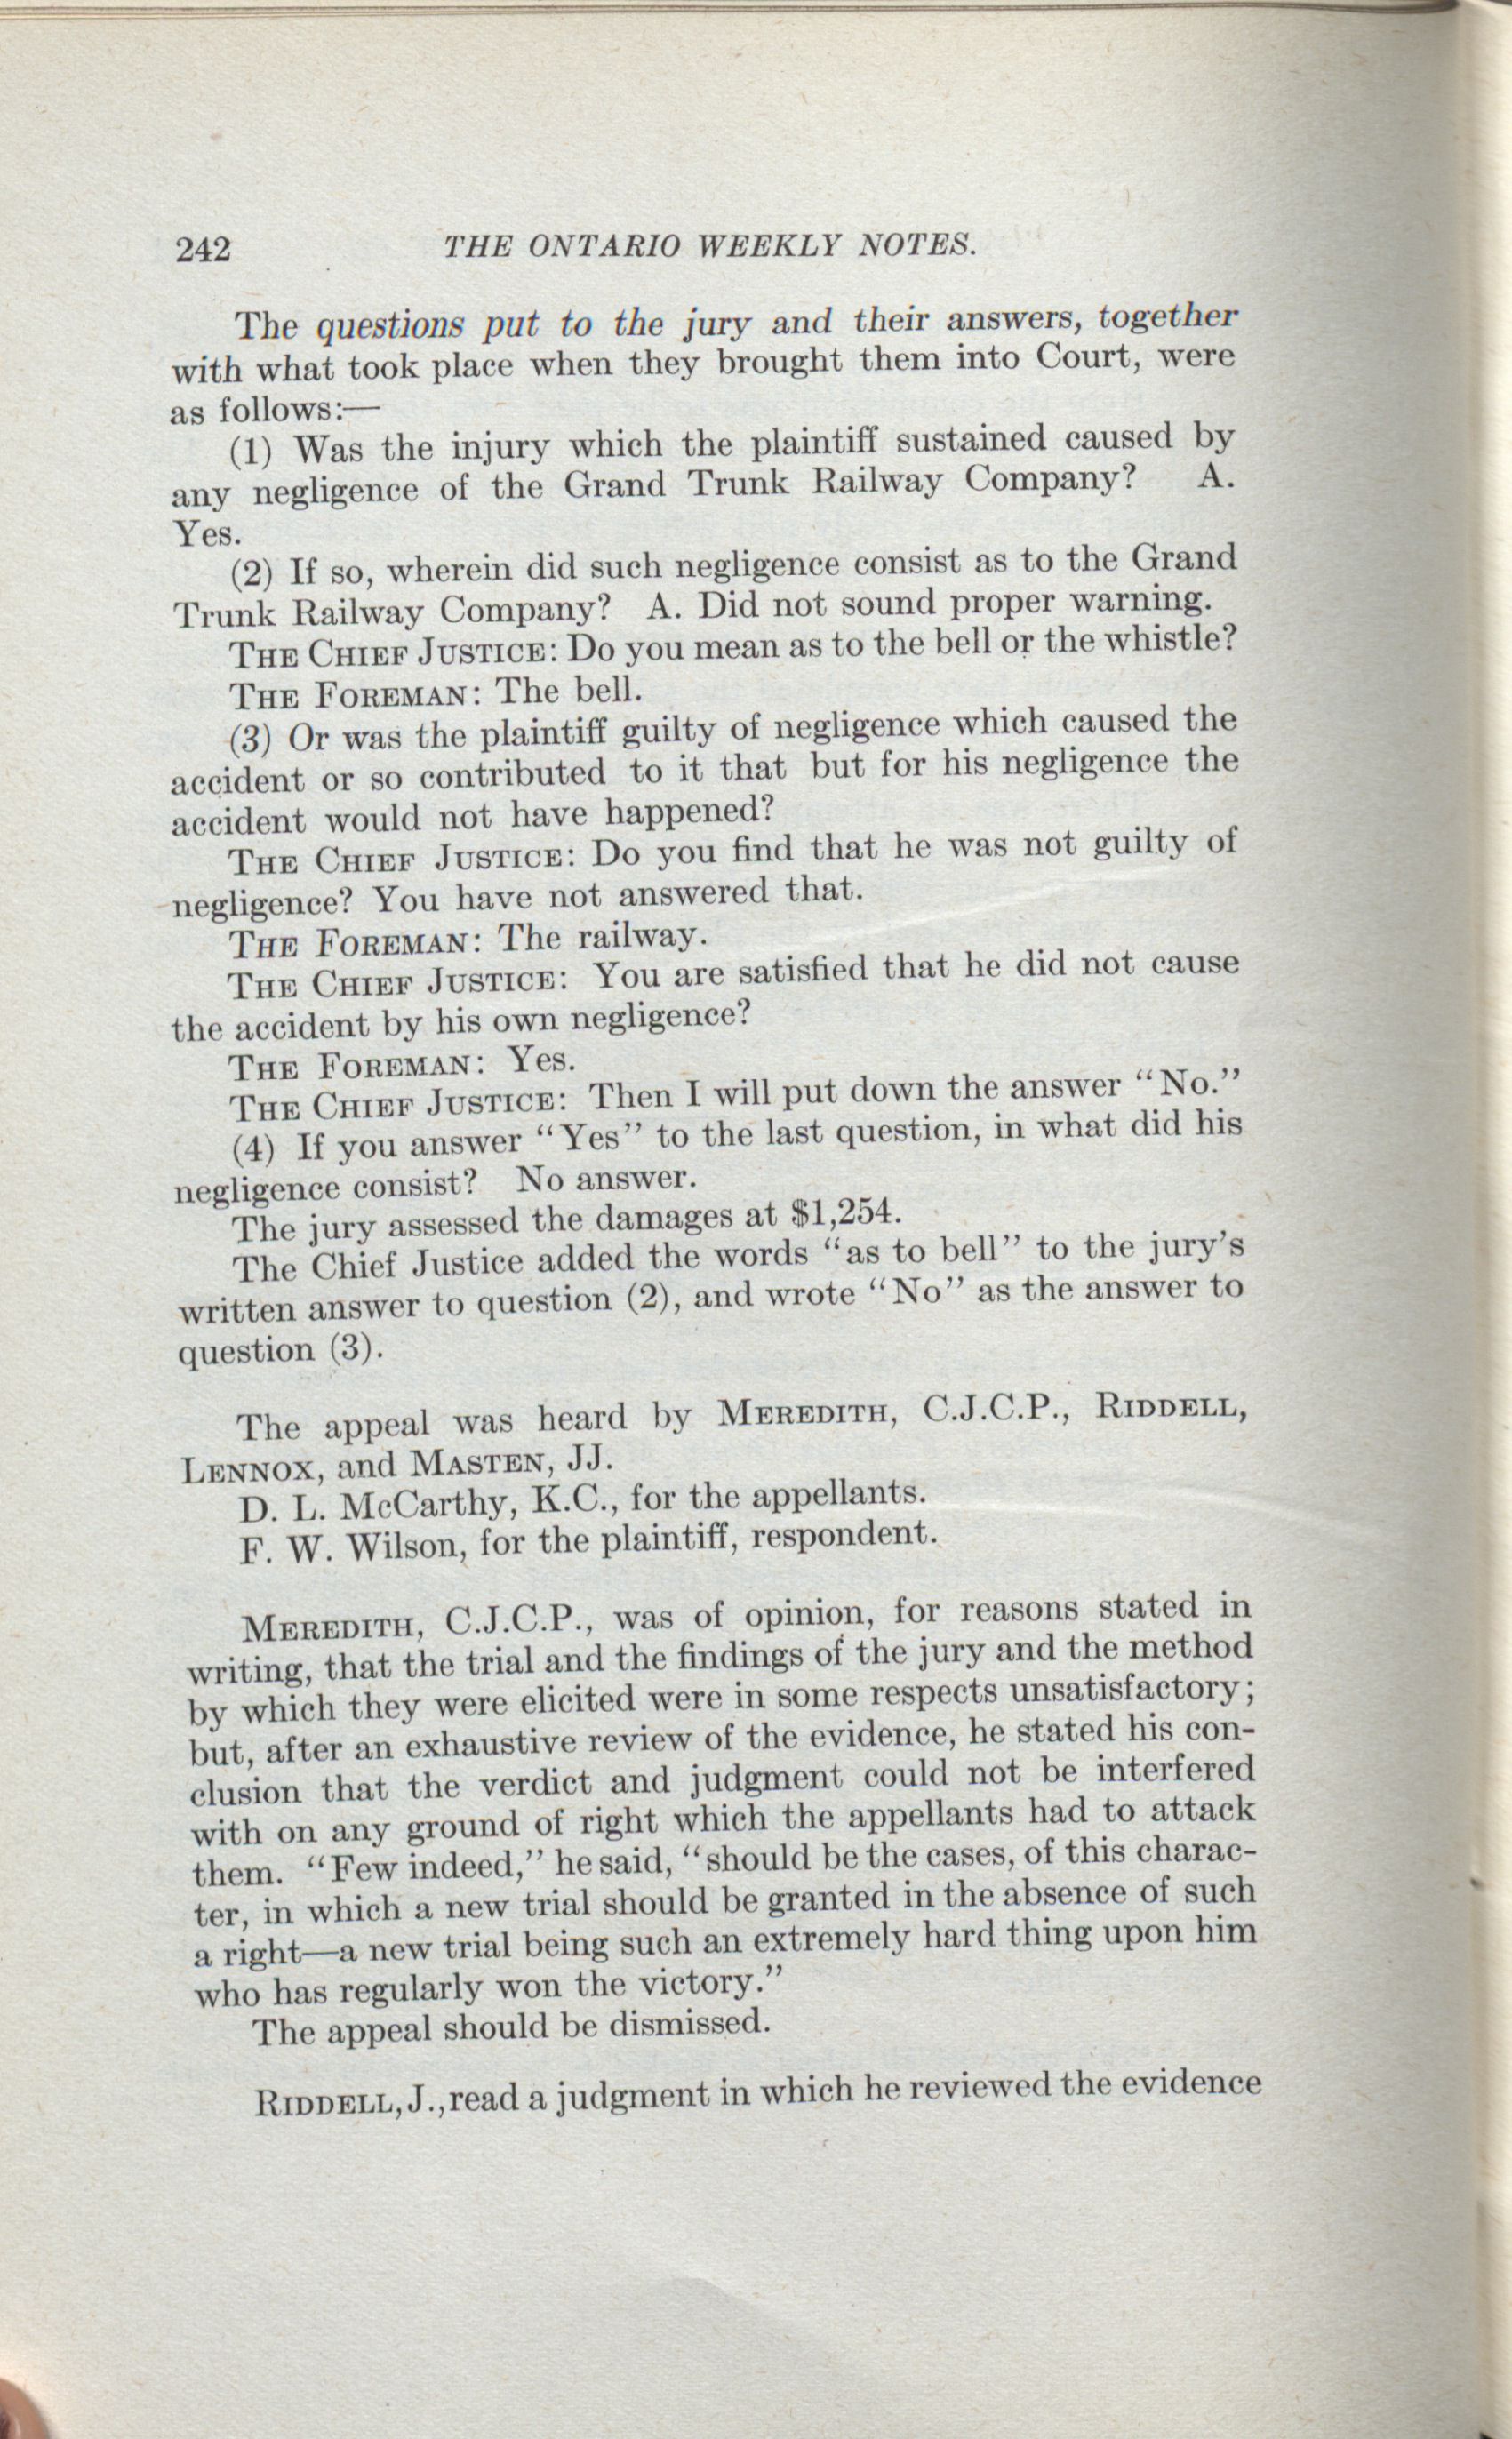 242 THE ONTARIO WEEKLY NOTES.
The questions put to the jury and their answers, together
with what took place when they brought them into Court, were
as follows:—
(1) Was the injury which the plaintiff sustained caused by
any negligence of the Grand Trunk Railway Company? A.
Yes.
(2) If so, wherein did such negligence consist as to the Grand
Trunk Railway Company? A. Did not sound proper warning.
THE CHIEF JUSTICE: Do you mean as to the bell or the whistle?
THE FOREMAN: The bell.
(3) Or was the plaintiff guilty of negligence which caused the
accident or so contributed to it that but for his negligence the
accident would not have happened?
THE CHIEF JUSTICE: Do you find that he was not guilty of
negligence? You have not answered that.
THE FOREMAN: The railway.
THE CHIEF JUSTICE: You are satisfied that he did not cause
the accident by his own negligence?
THE FOREMAN: Yes.
THE CHIEF JUSTICE: Then I will put down the answer “No.”
(4) If you answer “Yes” to the last question, in what did his
negligence consist? No answer.
The jury assessed the damages at $1,254.
The Chief Justice added the words “as to bell” to the jury’s
written answer to question (2), and wrote “No” as the answer to
question (3).
The appeal was heard by MEREDITH, C.J.C.P., RIDDELL,
LENNOX, and MASTEN, JJ.
D. L. McCarthy, K.C., for the appellants.
F. W. Wilson, for the plaintiff, respondent.
MEREDITH, C.J.C.P., was of opinion, for reasons stated in
writing, that the trial and the findings of the jury and the method
by which they were elicited were in some respects unsatisfactory;
but, after an exhaustive review of the evidence, he stated his con-
clusion that the verdict and judgment could not be interfered
with on any ground of right which the appellants had to attack
them. “Few indeed,” he said, “should be the cases, of this charac-
ter, in which a new trial should be granted in the absence of such
a right—a new trial being such an extremely hard thing upon him
who has regularly won the victory.”
The appeal should be dismissed.
RIDDELL, J., read a judgment in which he reviewed the evidence